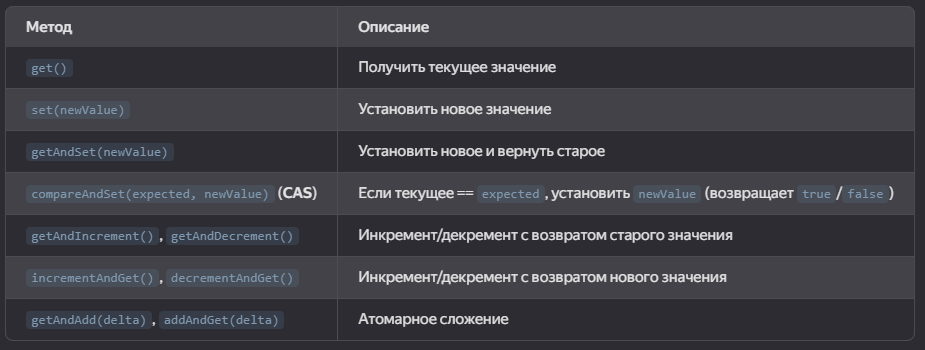 Метод Описание
get() Получить текущее значение
set(newValue) Установить новое значение
getAndSet(newValue) Установить новое и вернуть старое
compareAndSet(expected, newValue) (CAS) Если текущее == expected, установить newValue (возвращает true/false)
getAndIncrement(), getAndDecrement() Инкремент/декремент с возвратом старого значения
incrementAndGet(), decrementAndGet() Инкремент/декремент с возвратом нового значения
getAndAdd(delta), addAndGet(delta) Атомарное сложение